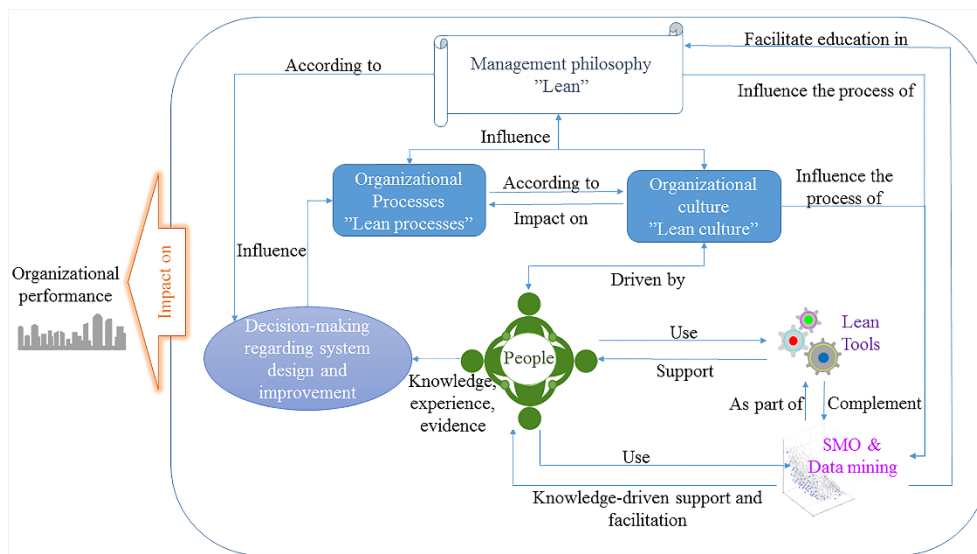 Facilitate education in
According to
Management philosophy
”Lean”
Influence the process of
Influence
Organizational
Processes
”Lean processes”
According to
Impact on
Organizational
culture
”Lean culture”
Influence the
process of
Organizational
performance
Impact on
Influence
Driven by
Decision-making
regarding system
design and
improvement
People
Use
Support
Lean
Tools
Knowledge,
experience,
evidence
As part of
Complement
Use
SMO &
Data mining
Knowledge-driven support and
facilitation